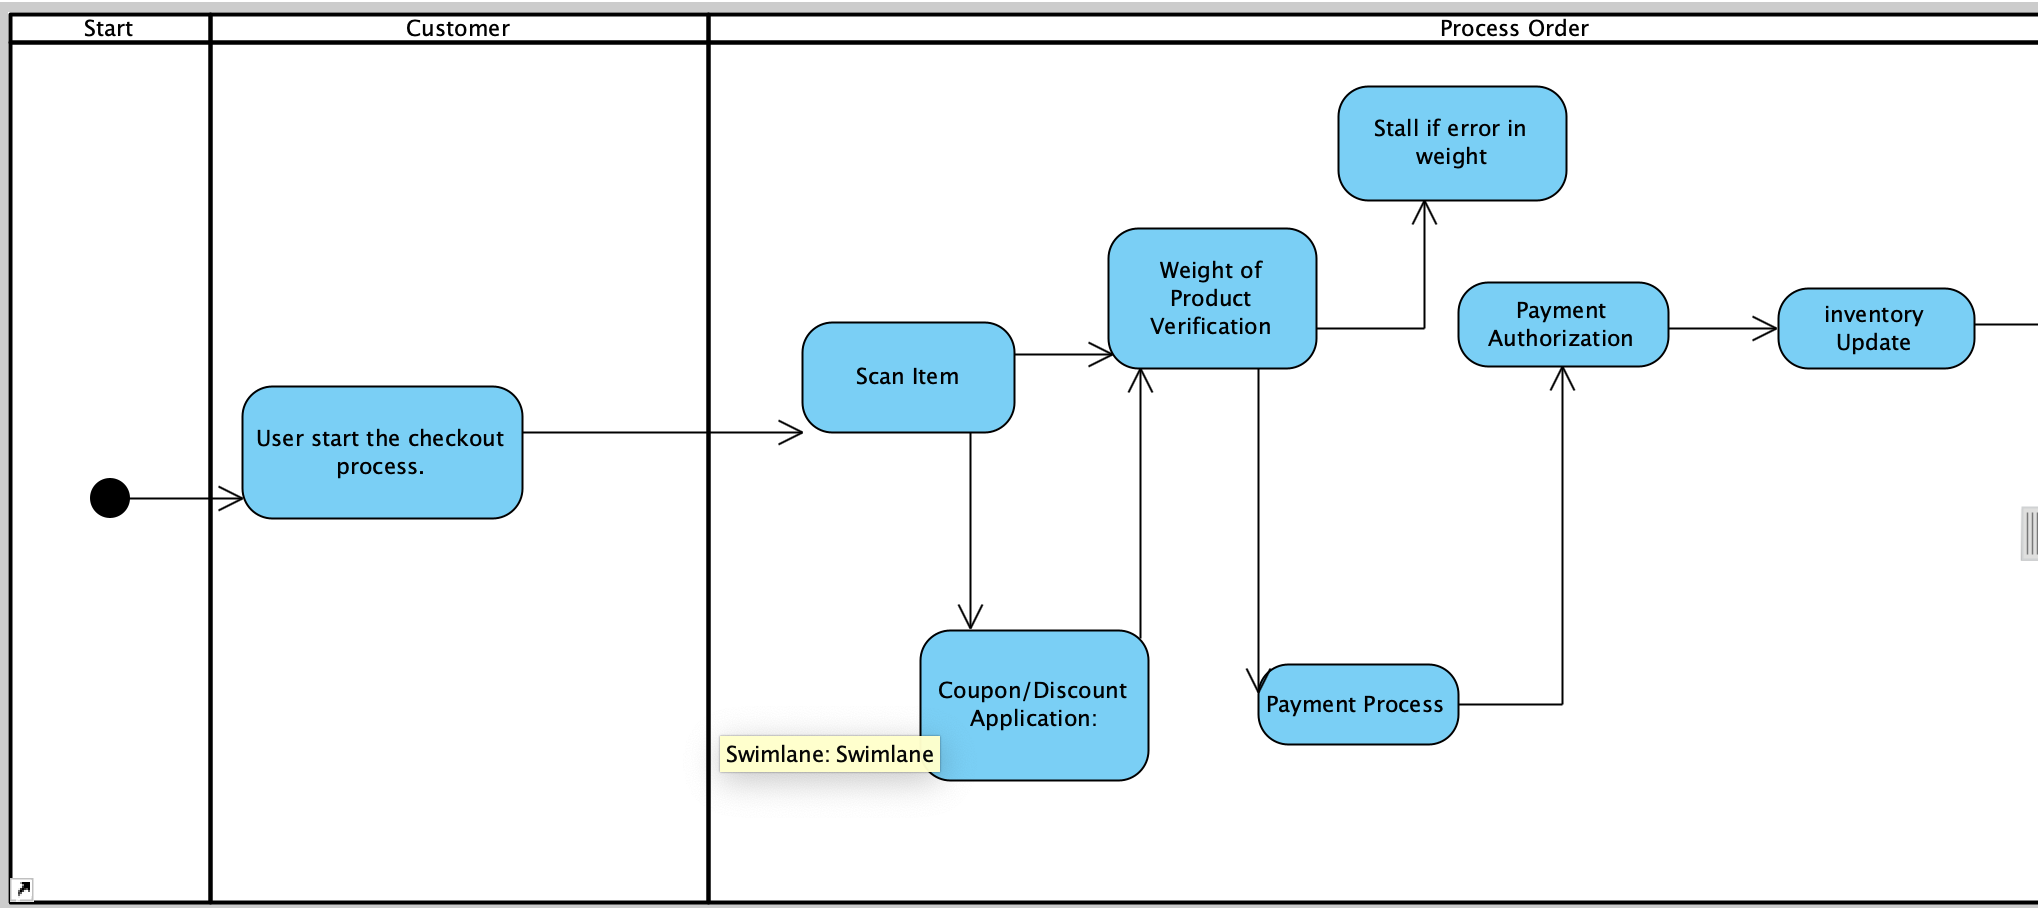 Start
Customer
Process Order
Stall if error in
weight
Weight of
Product
Verification
Payment
Authorization
inventory
Update
Scan Item
User start the checkout
process.
Coupon/Discount
Application:
Payment Process
Swimlane: Swimlane